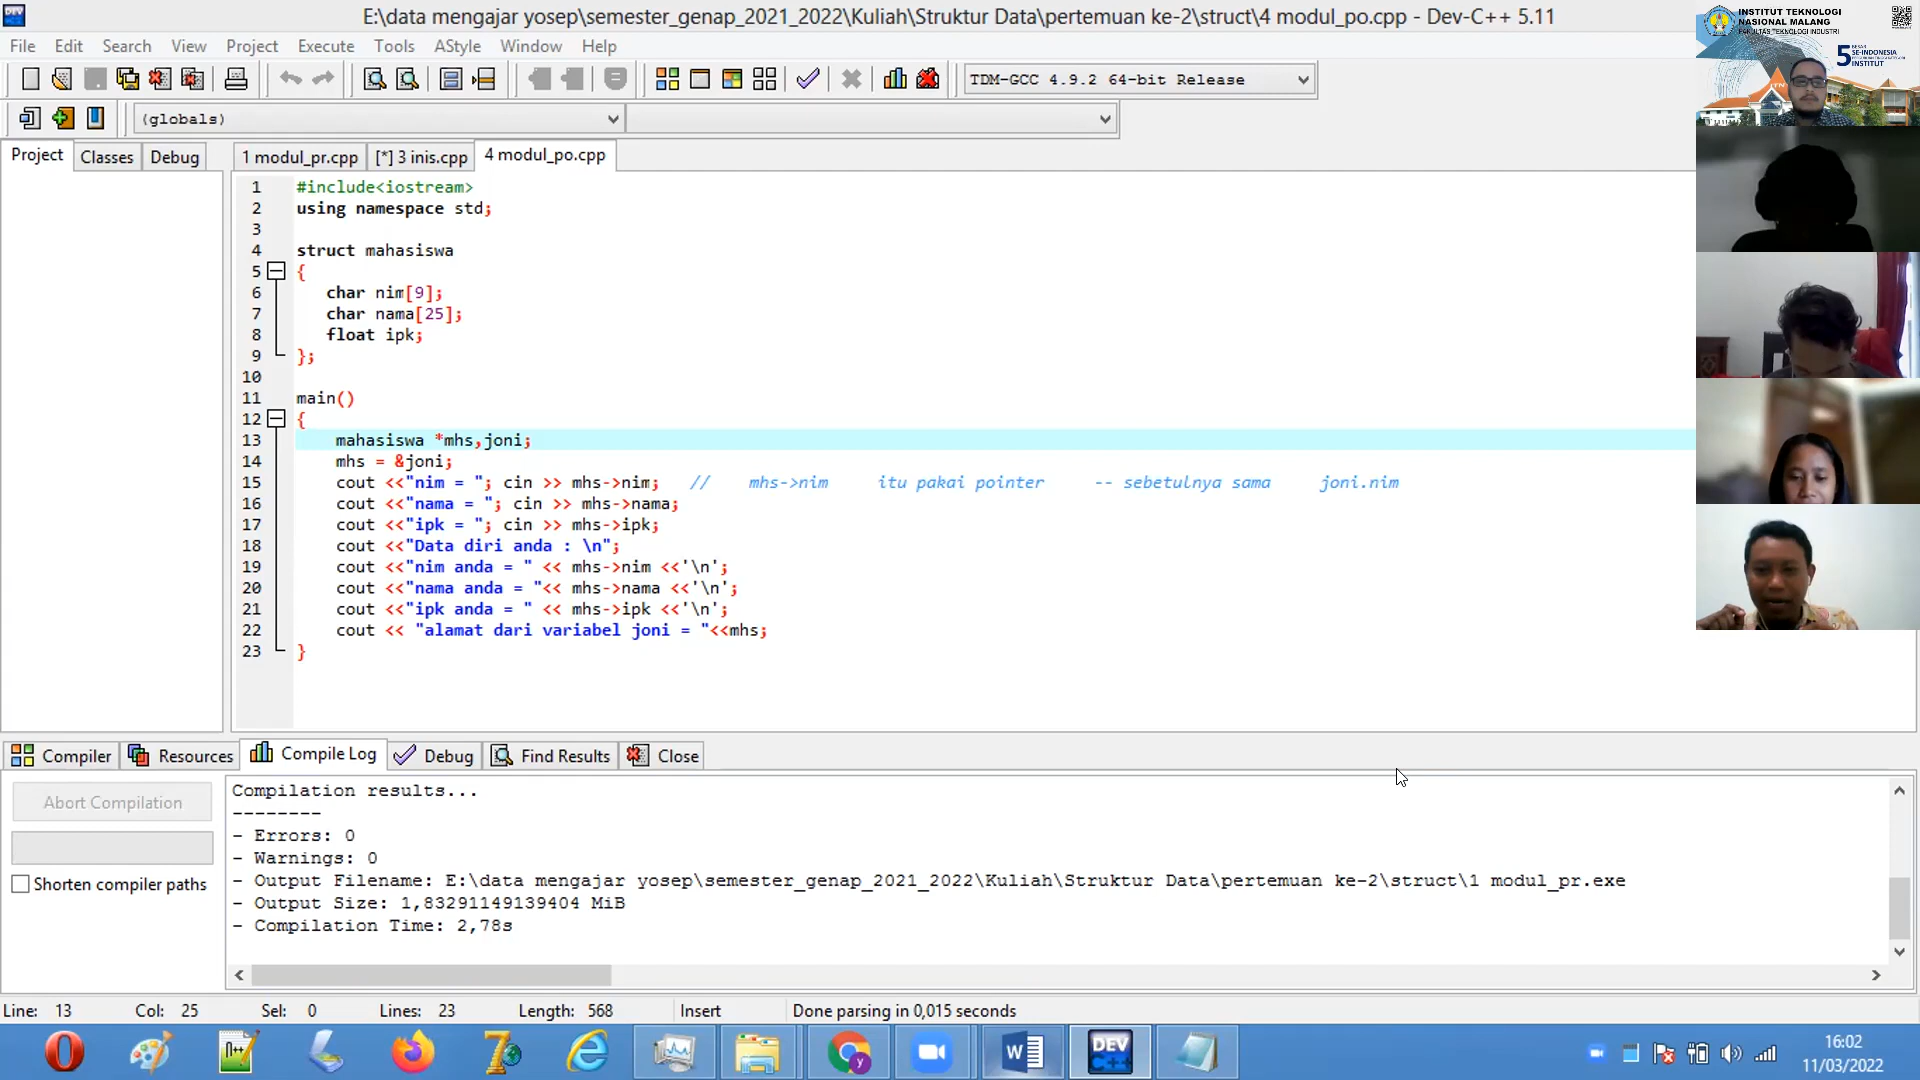 E:\data mengajar yosep\semester_genap_2021_2022\Kuliah\Struktur Data\pertemuan ke-2\struct\4 modul_po.cpp - Dev-C++ 5.11
File Edit Search View Project Execute Tools AStyle Window Help
TDM-GCC 4.9.2 64-bit Release
(globals)
Project Classes Debug
1 modul_pr.cpp [*] 3 inis.cpp 4 modul_po.cpp
1 #include<iostream>
2 using namespace std;
3
4 struct mahasiswa
5 {
6 char nim[9];
7 char nama[25];
8 float ipk;
9 };
10
11 main()
12 {
13 mahasiswa *mhs,joni;
14 mhs = &joni;
15 cout <<"nim = "; cin >> mhs->nim; // mhs->nim itu pakai pointer -- sebetulnya sama joni.nim
16 cout <<"nama = "; cin >> mhs->nama;
17 cout <<"ipk = "; cin >> mhs->ipk;
18 cout <<"Data diri anda : \n";
19 cout <<"nim anda = " << mhs->nim <<'\n';
20 cout <<"nama anda = "<< mhs->nama <<'\n';
21 cout <<"ipk anda = " << mhs->ipk <<'\n';
22 cout << "alamat dari variabel joni = "<<mhs;
23 }
Compiler Resources Compile Log Debug Find Results Close
Abort Compilation
Shorten compiler paths
Compilation results...
--------
- Errors: 0
- Warnings: 0
- Output Filename: E:\data mengajar yosep\semester_genap_2021_2022\Kuliah\Struktur Data\pertemuan ke-2\struct\1 modul_pr.exe
- Output Size: 1,83291149139404 MiB
- Compilation Time: 2,78s
Line: 13 Col: 25 Sel: 0 Lines: 23 Length: 568 Insert Done parsing in 0,015 seconds
16:02
11/03/2022
INSTITUT TEKNOLOGI
NASIONAL MALANG
FAKULTAS TEKNOLOGI INDUSTRI
5 BESAR
SE-INDONESIA
INSTITUT
DEV
C++